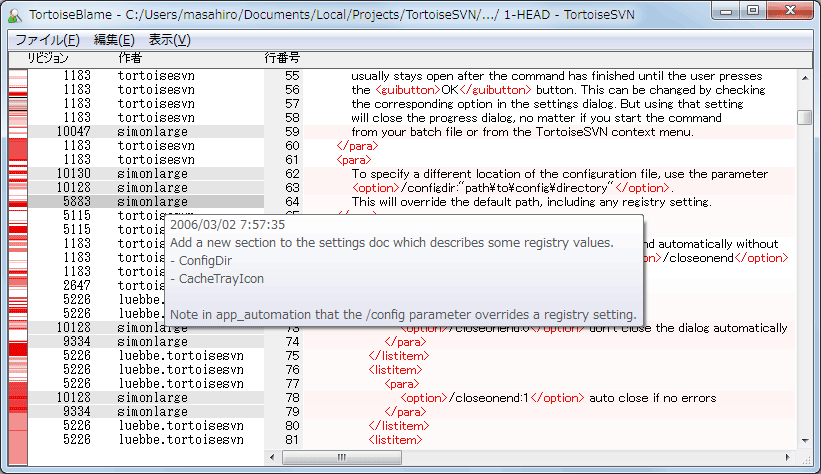 TortoiseBlame - C:/Users/masahiro/Documents/Local/Projects/TortoiseSVN/.../ 1-HEAD - TortoiseSVN
ファイル(F) 編集(E) 表示(V)
リビジョン 作者 行番号
1183 tortoisesvn 55 usually stays open after the command has finished until the user presses
1183 tortoisesvn 56 the <guibutton>OK</guibutton> button. This can be changed by checking
1183 tortoisesvn 57 the corresponding option in the settings dialog. But using that setting
1183 tortoisesvn 58 will close the progress dialog, no matter if you start the command
10047 simonlarge 59 from your batch file or from the TortoiseSVN context menu.
1183 tortoisesvn 60 </para>
1183 tortoisesvn 61 <para>
10130 simonlarge 62 To specify a different location of the configuration file, use the parameter
10128 simonlarge 63 <option>/configdir:"path¥to¥config¥directory"</option>.
5883 simonlarge 64 This will override the default path, including any registry setting.
5115
5115
1183 nd automatically without
1183 on>/closeonend</option>
1183
2647
5226
5226
2006/03/02 7:57:35
Add a new section to the settings doc which describes some registry values.
- ConfigDir
- CacheTrayIcon
Note in app_automation that the /config parameter overrides a registry setting.
10128 simonlarge 73 <option>/closeonend:0</option> don't close the dialog automatically
9334 simonlarge 74 </para>
5226 luebbe.tortoisesvn 75 </listitem>
5226 luebbe.tortoisesvn 76 <listitem>
5226 luebbe.tortoisesvn 77 <para>
10128 simonlarge 78 <option>/closeonend:1</option> auto close if no errors
9334 simonlarge 79 </para>
5226 luebbe.tortoisesvn 80 </listitem>
5226 luebbe.tortoisesvn 81 <listitem>